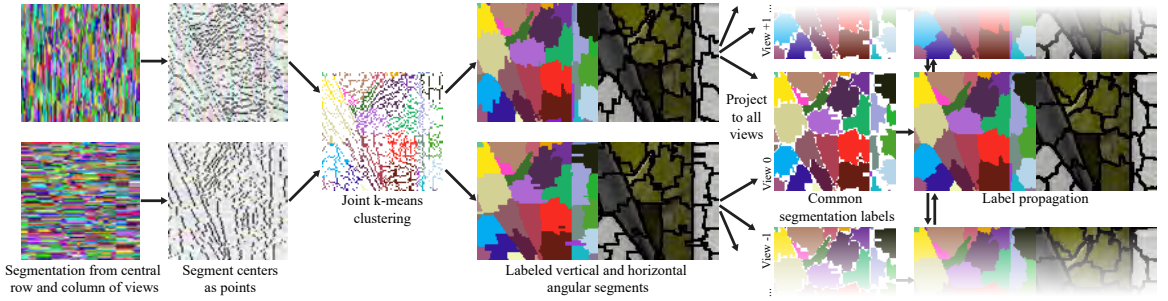 Segmentation from central
row and column of views
Segment centers
as points
Joint k-means
clustering
Labeled vertical and horizontal
angular segments
Project
to all
views
...
View +1
View 0
View -1
...
Common
segmentation labels
Label propagation